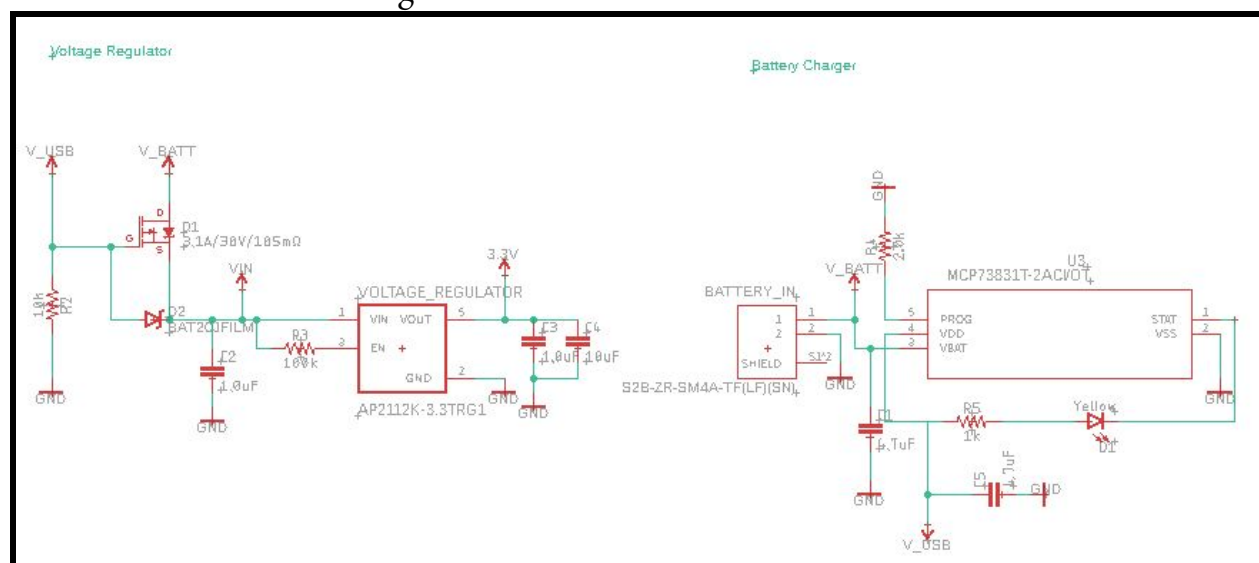 Voltage Regulator
V_USB
V_BATT
D
G
S
D1
3.1A/30V/105mΩ
10k
R2
D2
BAT20JFILM
VIN
C2
1.0uF
GND
GND
R3
100k
VOLTAGE_REGULATOR
1
VIN
VOUT
5
3
EN
GND
2
AP2112K-3.3TRG1
3.3V
C3
1.0uF
C4
10uF
GND
GND
Battery Charger
GND
2.0k
V_BATT
BATTERY_IN
1
1
2
2
SHIELD
S1*2
S2B-ZR-SM4A-TF(LF)(SN)
GND
U3
MCP73831T-2ACI/OT
5
PROG
STAT
1
4
VDD
VSS
2
3
VBAT
GND
C1
4.7uF
GND
R5
1k
Yellow
D1
C5
4.7uF
GND
V_USB